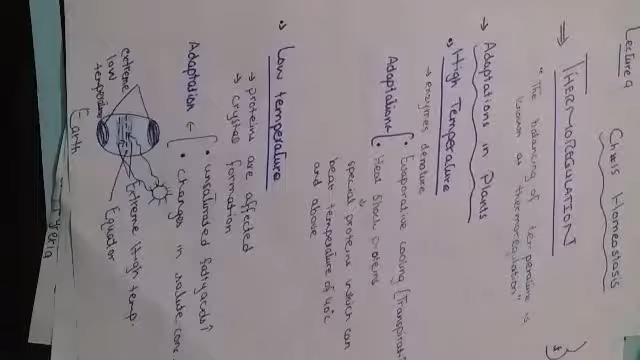 Lecture 9
Ch:15 Homeostasis
⇒ THERMOREGULATION
"The balancing of temperature is
known as thermoregulation"
→ Adaptations in Plants
• High Temperature
→ enzymes denature
Adaptations { • Evaporative cooling (Transpirat
• Heat Shock proteins
special proteins which can
bear temperature of 40°c
and above
• Low temperature
→ proteins are affected
→ crystal formation
Adaptation ← { • unsaturated fatty acids↑
• changes in solute conc
extreme
low
temperature
Extreme High temp.
Equator
Earth